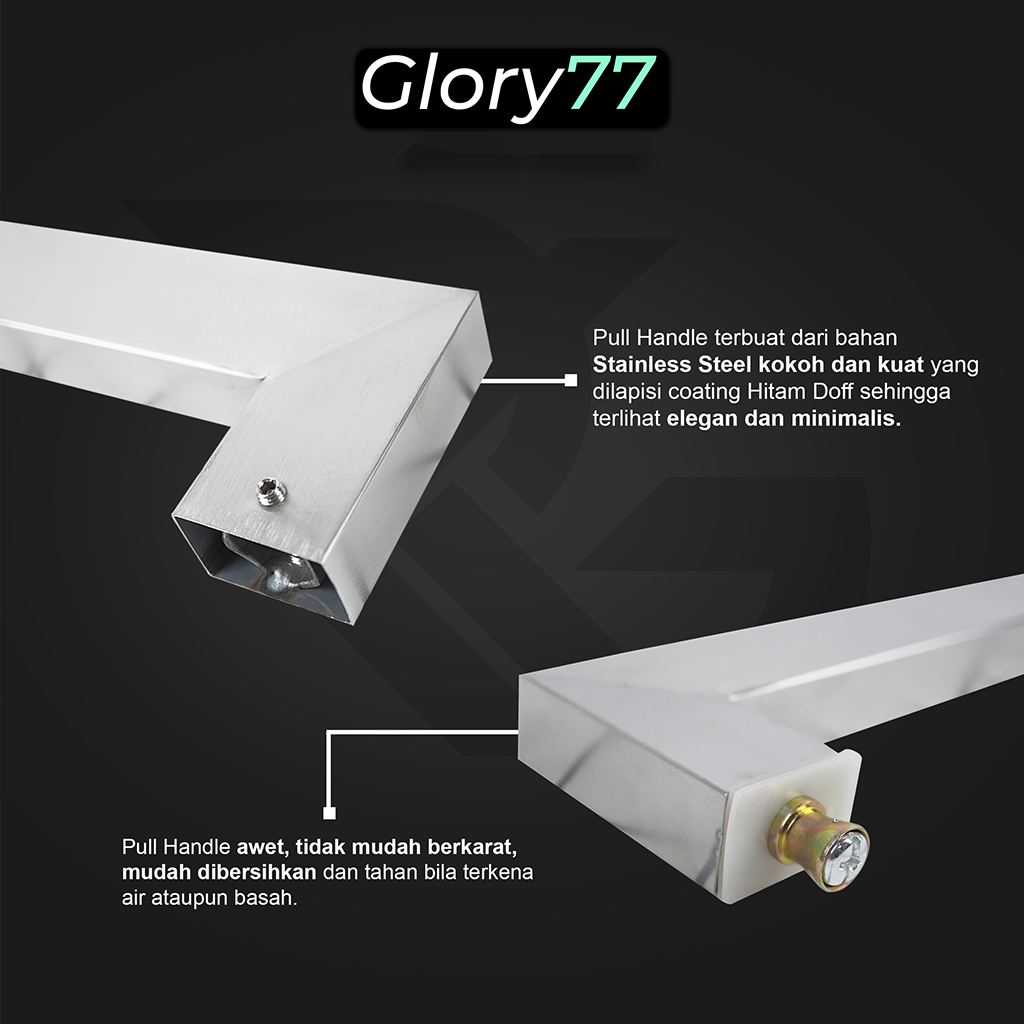 Glory77
Pull Handle terbuat dari bahan
Stainless Steel kokoh dan kuat yang
dilapisi coating Hitam Doff sehingga
terlihat elegan dan minimalis.
Pull Handle awet, tidak mudah berkarat,
mudah dibersihkan dan tahan bila terkena
air ataupun basah.